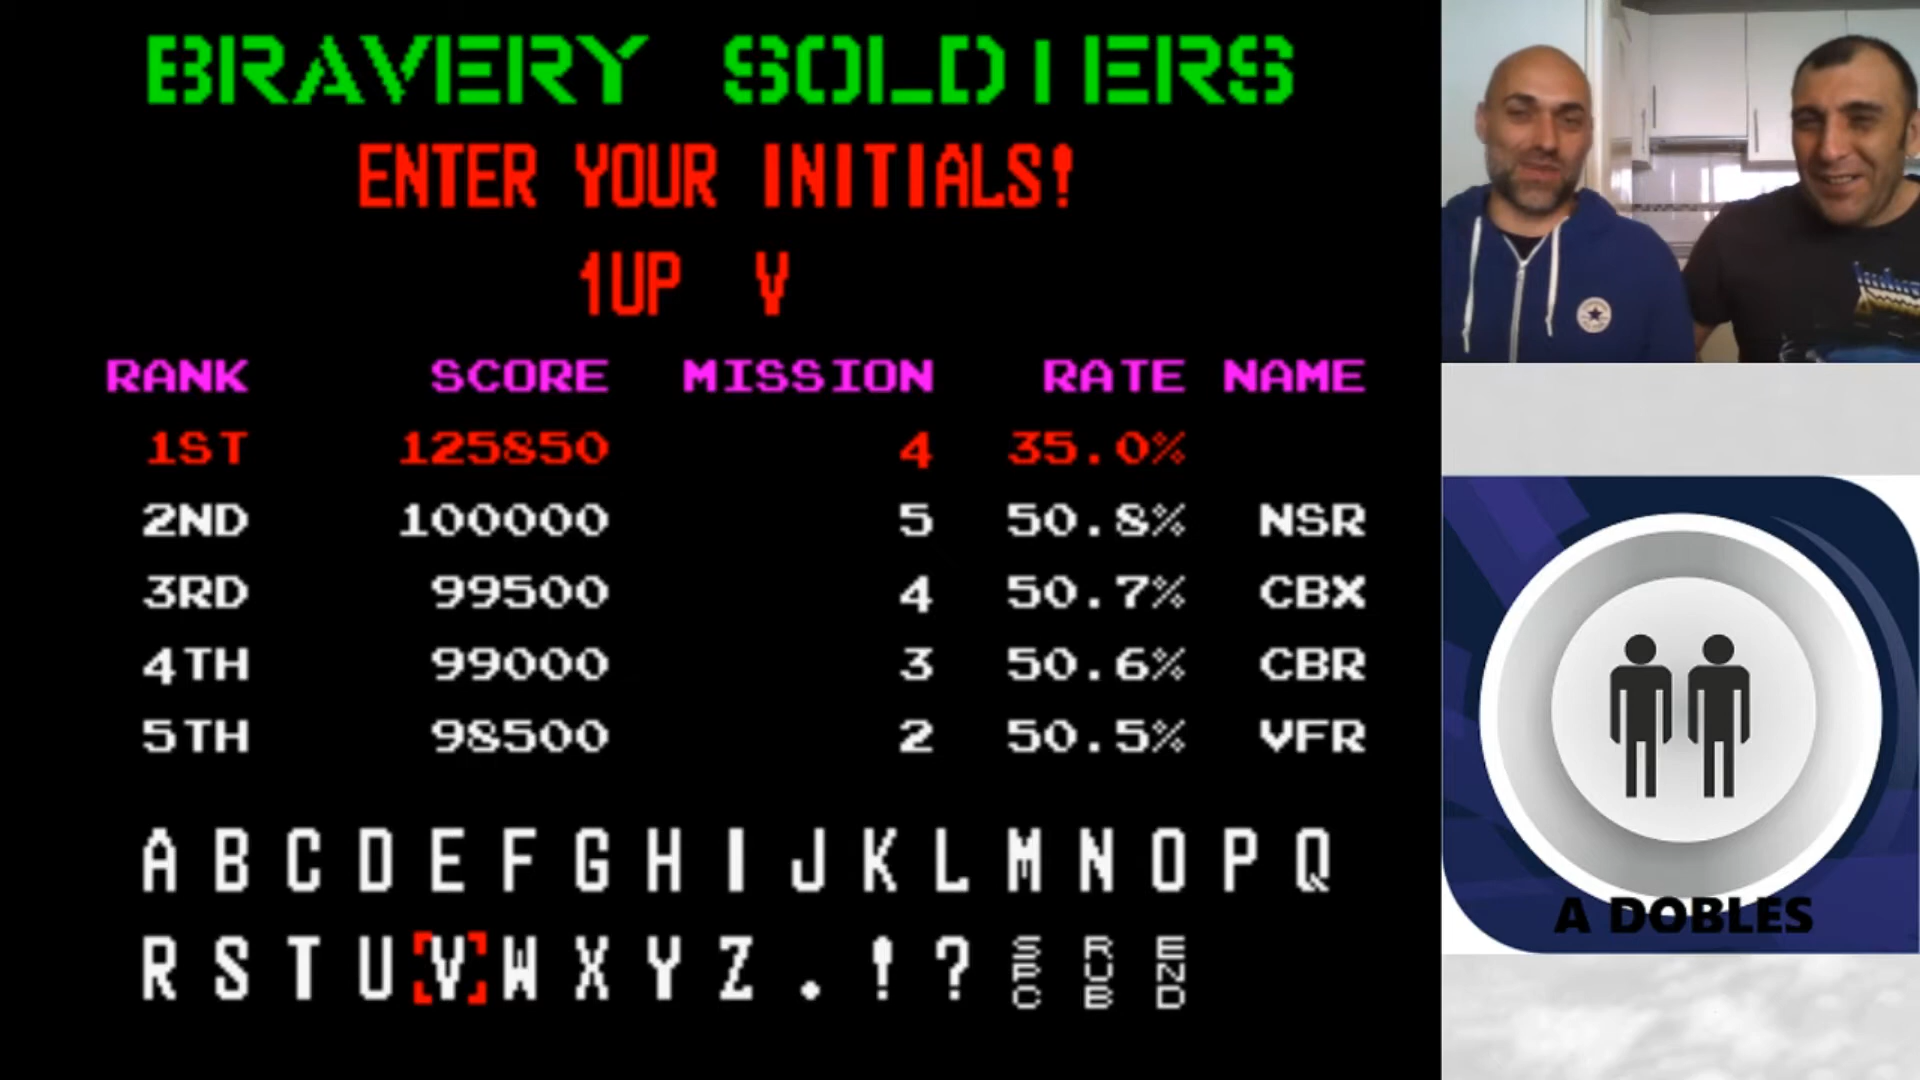 BRAVERY SOLDIERS
ENTER YOUR INITIALS!
1UP V
RANK SCORE MISSION RATE NAME
1ST 125850 4 35.0%
2ND 100000 5 50.8% NSR
3RD 99500 4 50.7% CBX
4TH 99000 3 50.6% CBR
5TH 98500 2 50.5% VFR
A B C D E F G H I J K L M N O P Q
R S T U V W X Y Z . ! ? SPC RUB END
A DOBLES